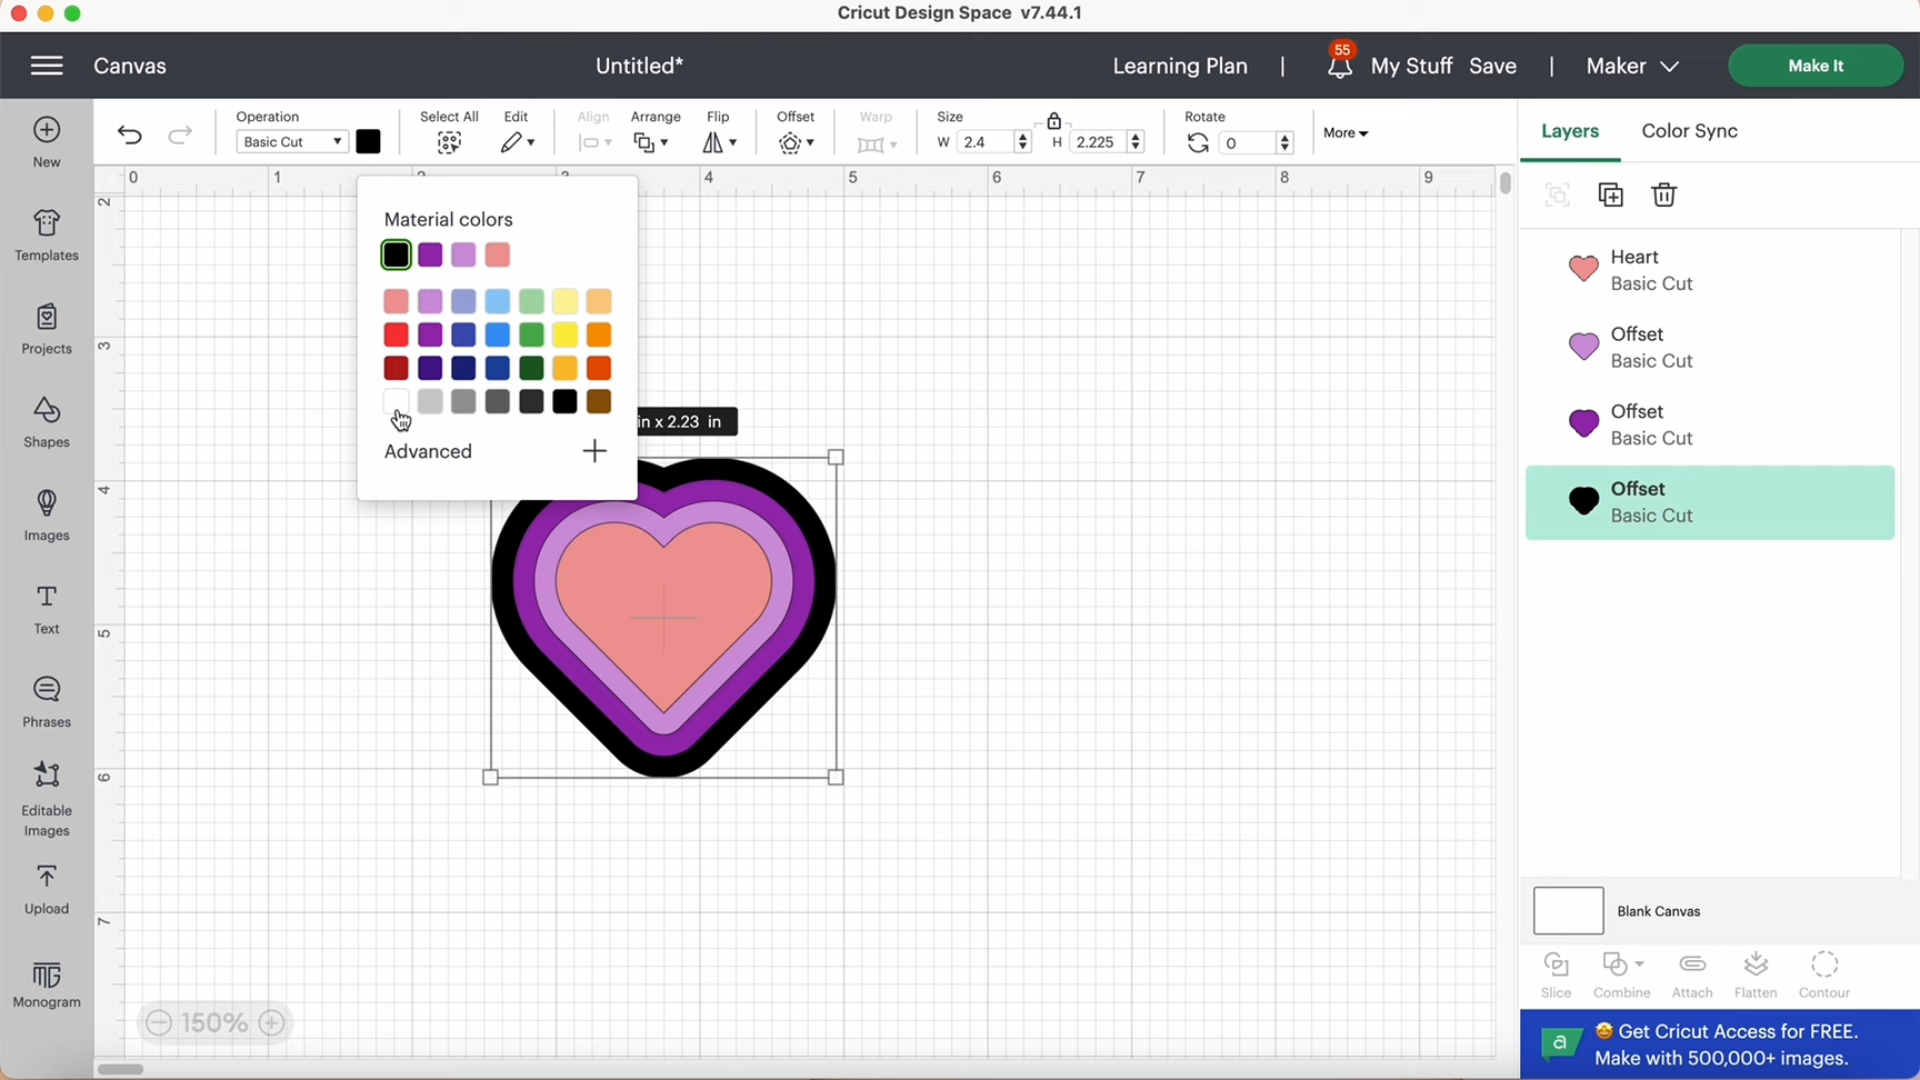 Cricut Design Space v7.44.1
Canvas
Untitled*
Learning Plan
|
55
My Stuff
Save
|
Maker
Make It
Operation
Basic Cut
Select All
Edit
Align
Arrange
Flip
Offset
Warp
Size
W 2.4
H 2.225
Rotate
0
More
Layers
Color Sync
New
Templates
Projects
Shapes
Images
Text
Phrases
Editable
Images
Upload
Monogram
0 1 2 3 4 5 6 7 8 9
2
3
4
5
6
7
Material colors
Advanced
in x 2.23 in
150%
Heart
Basic Cut
Offset
Basic Cut
Offset
Basic Cut
Offset
Basic Cut
Blank Canvas
Slice
Combine
Attach
Flatten
Contour
a
🤩 Get Cricut Access for FREE.
Make with 500,000+ images.